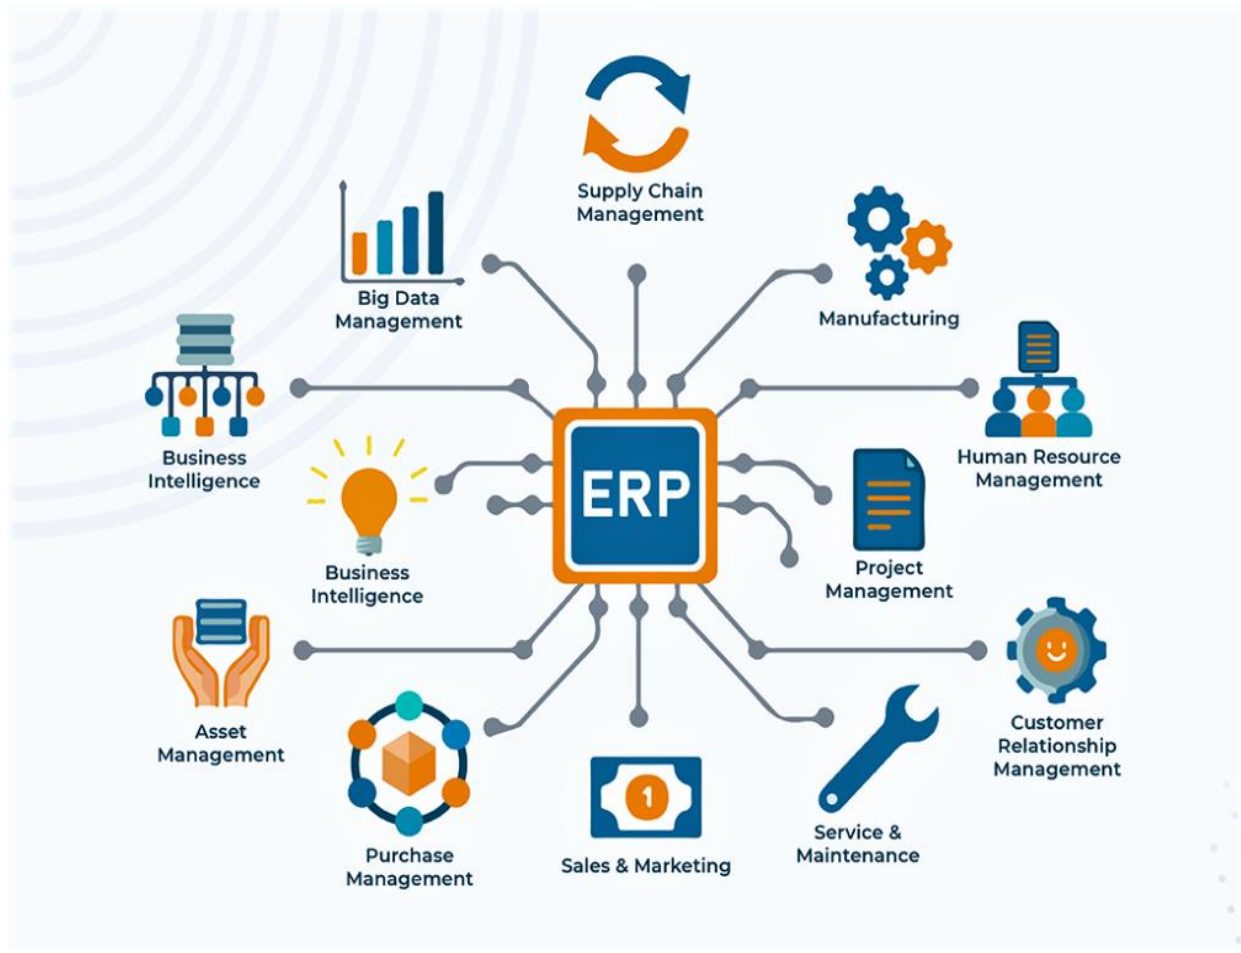 Supply Chain
Management
Big Data
Management
Manufacturing
Business
Intelligence
Human Resource
Management
ERP
Business
Intelligence
Project
Management
Asset
Management
Customer
Relationship
Management
Purchase
Management
1
Sales & Marketing
Service &
Maintenance